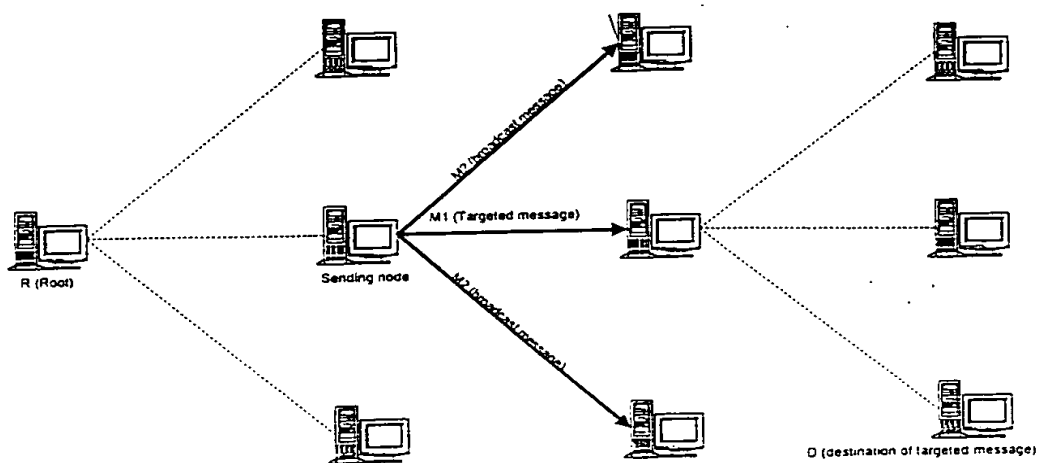 M2 (broadcast message)
M1 (Targeted message)
R (Root)
Sending node
M2 (broadcast message)
D (destination of targeted message)